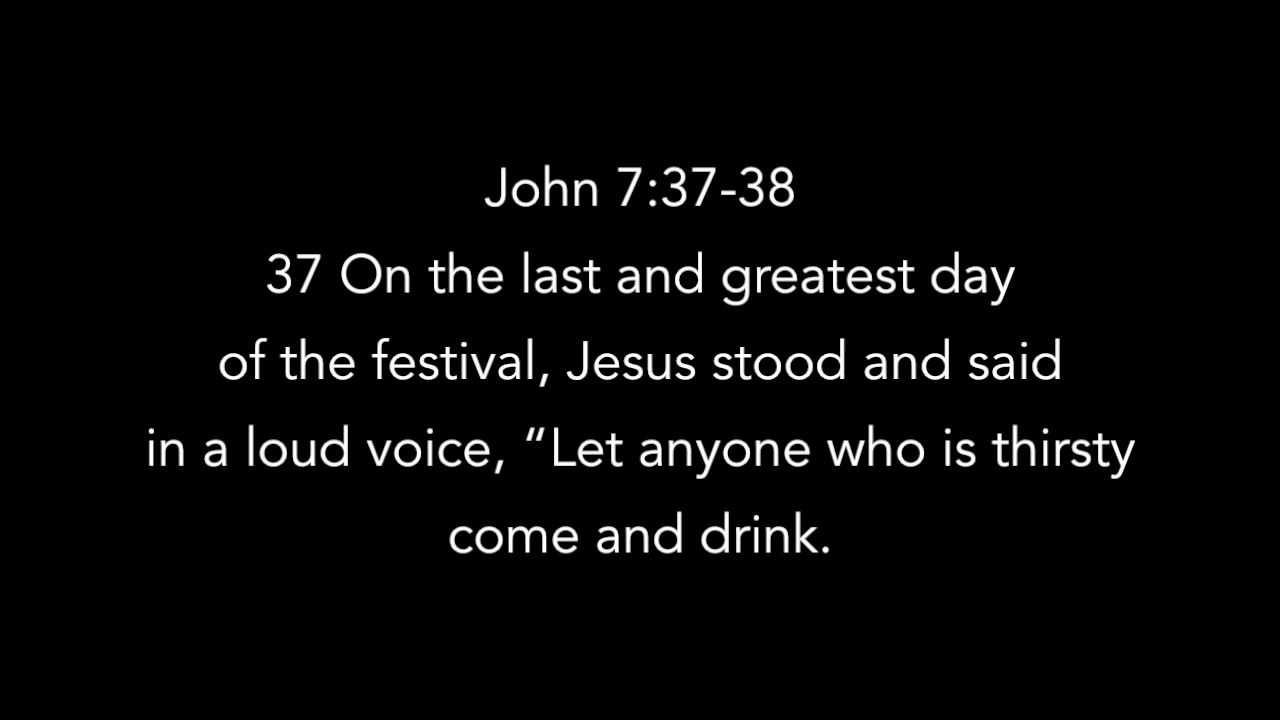 John 7:37-38
37 On the last and greatest day
of the festival, Jesus stood and said
in a loud voice, “Let anyone who is thirsty
come and drink.